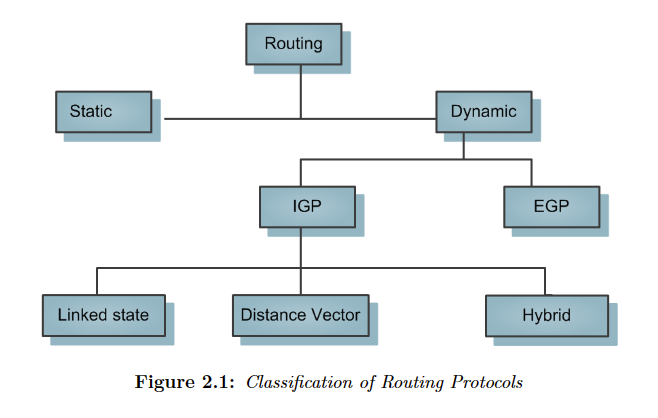 Routing
Static
Dynamic
IGP
EGP
Linked state
Distance Vector
Hybrid
Figure 2.1: Classification of Routing Protocols